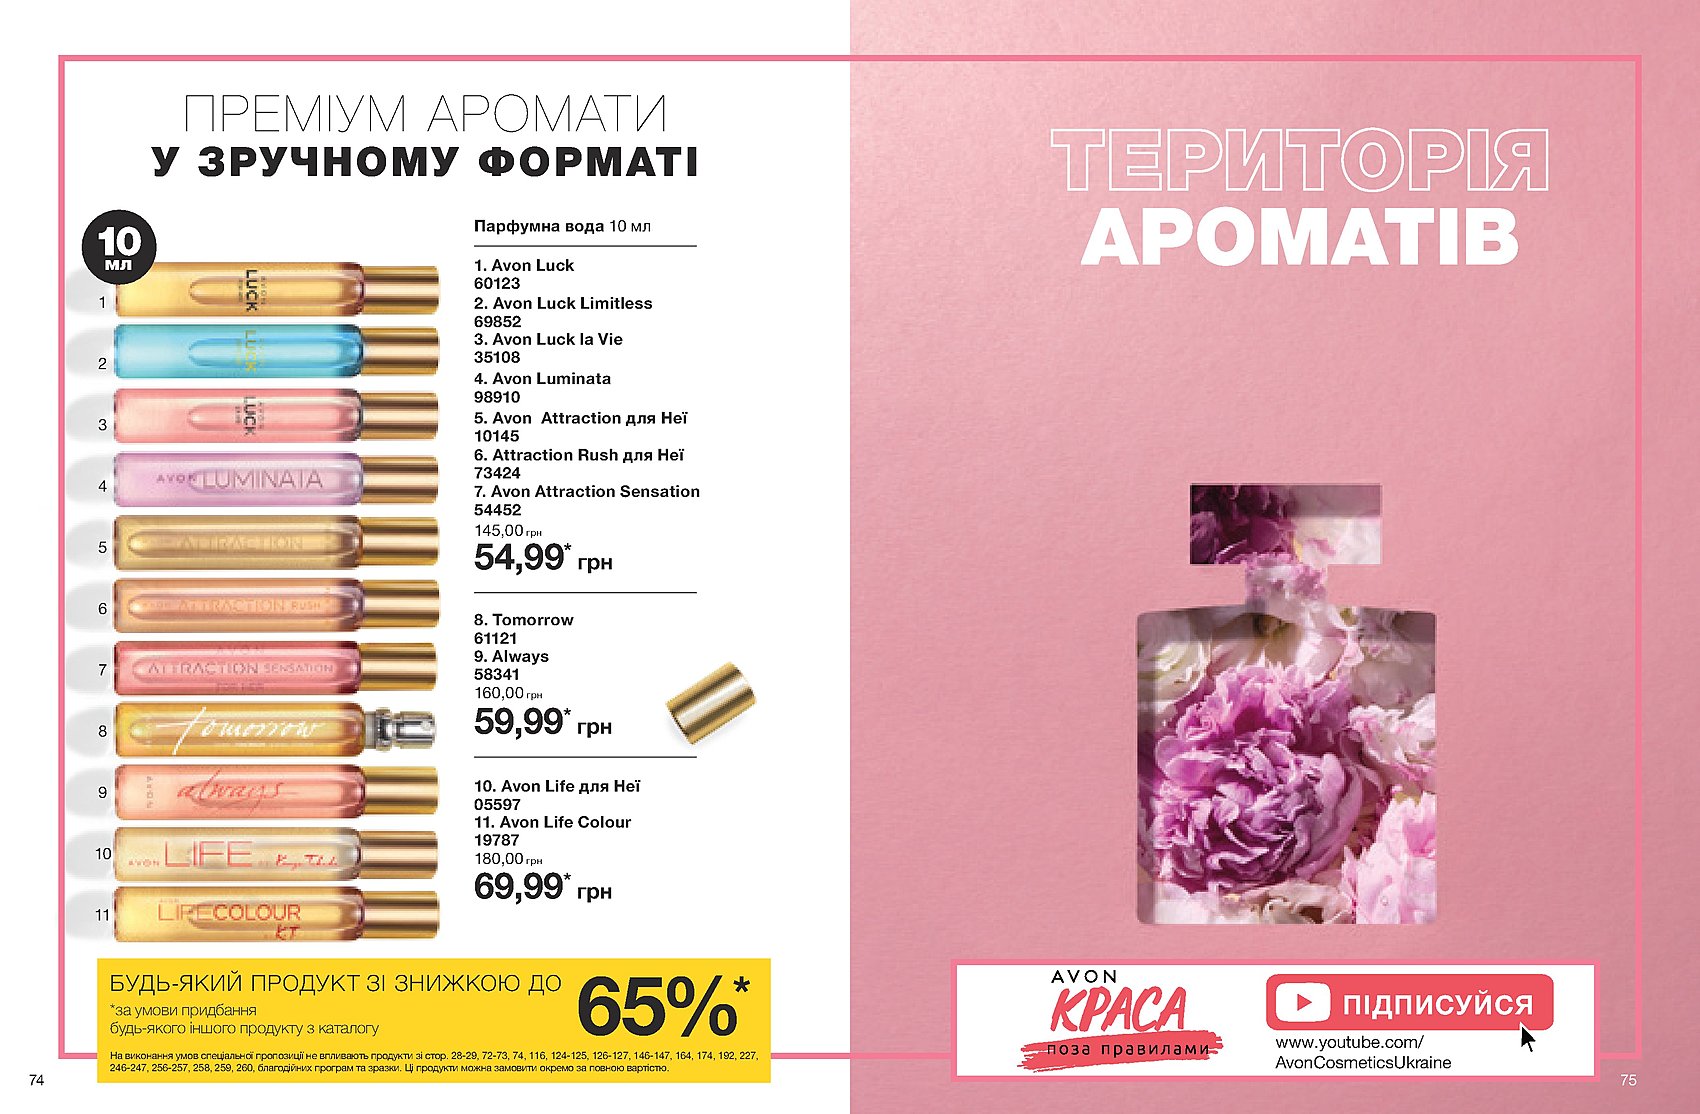 ПРЕМІУМ АРОМАТИ
У ЗРУЧНОМУ ФОРМАТІ
10
МЛ
Парфумна вода 10 мл
1. Avon Luck
60123
2. Avon Luck Limitless
69852
3. Avon Luck la Vie
35108
4. Avon Luminata
98910
5. Avon Attraction для Неї
10145
6. Attraction Rush для Неї
73424
7. Avon Attraction Sensation
54452
145,00 грн
54,99* грн
8. Tomorrow
61121
9. Always
58341
160,00 грн
59,99* грн
10. Avon Life для Неї
05597
11. Avon Life Colour
19787
180,00 грн
69,99* грн
1
LUCK
2
LUCK
3
LUCK
4
AVON LUMINATA
5
ATTRACTION
6
ATTRACTION RUSH
7
ATTRACTION SENSATION
FOR HER
8
tomorrow
9
always
10
AVON LIFE
11
LIFE COLOUR
KT
БУДЬ-ЯКИЙ ПРОДУКТ ЗІ ЗНИЖКОЮ ДО 65%*
*за умови придбання
будь-якого іншого продукту з каталогу
На виконання умов спеціальної пропозиції не впливають продукти зі стор. 28-29, 72-73, 74, 116, 124-125, 126-127, 146-147, 164, 174, 192, 227,
246-247, 256-257, 258, 259, 260, благодійних програм та зразки. Ці продукти можна замовити окремо за повною вартістю.
74
ТЕРИТОРІЯ
АРОМАТІВ
AVON
КРАСА
поза правилами
ПІДПИСУЙСЯ
www.youtube.com/
AvonCosmeticsUkraine
75